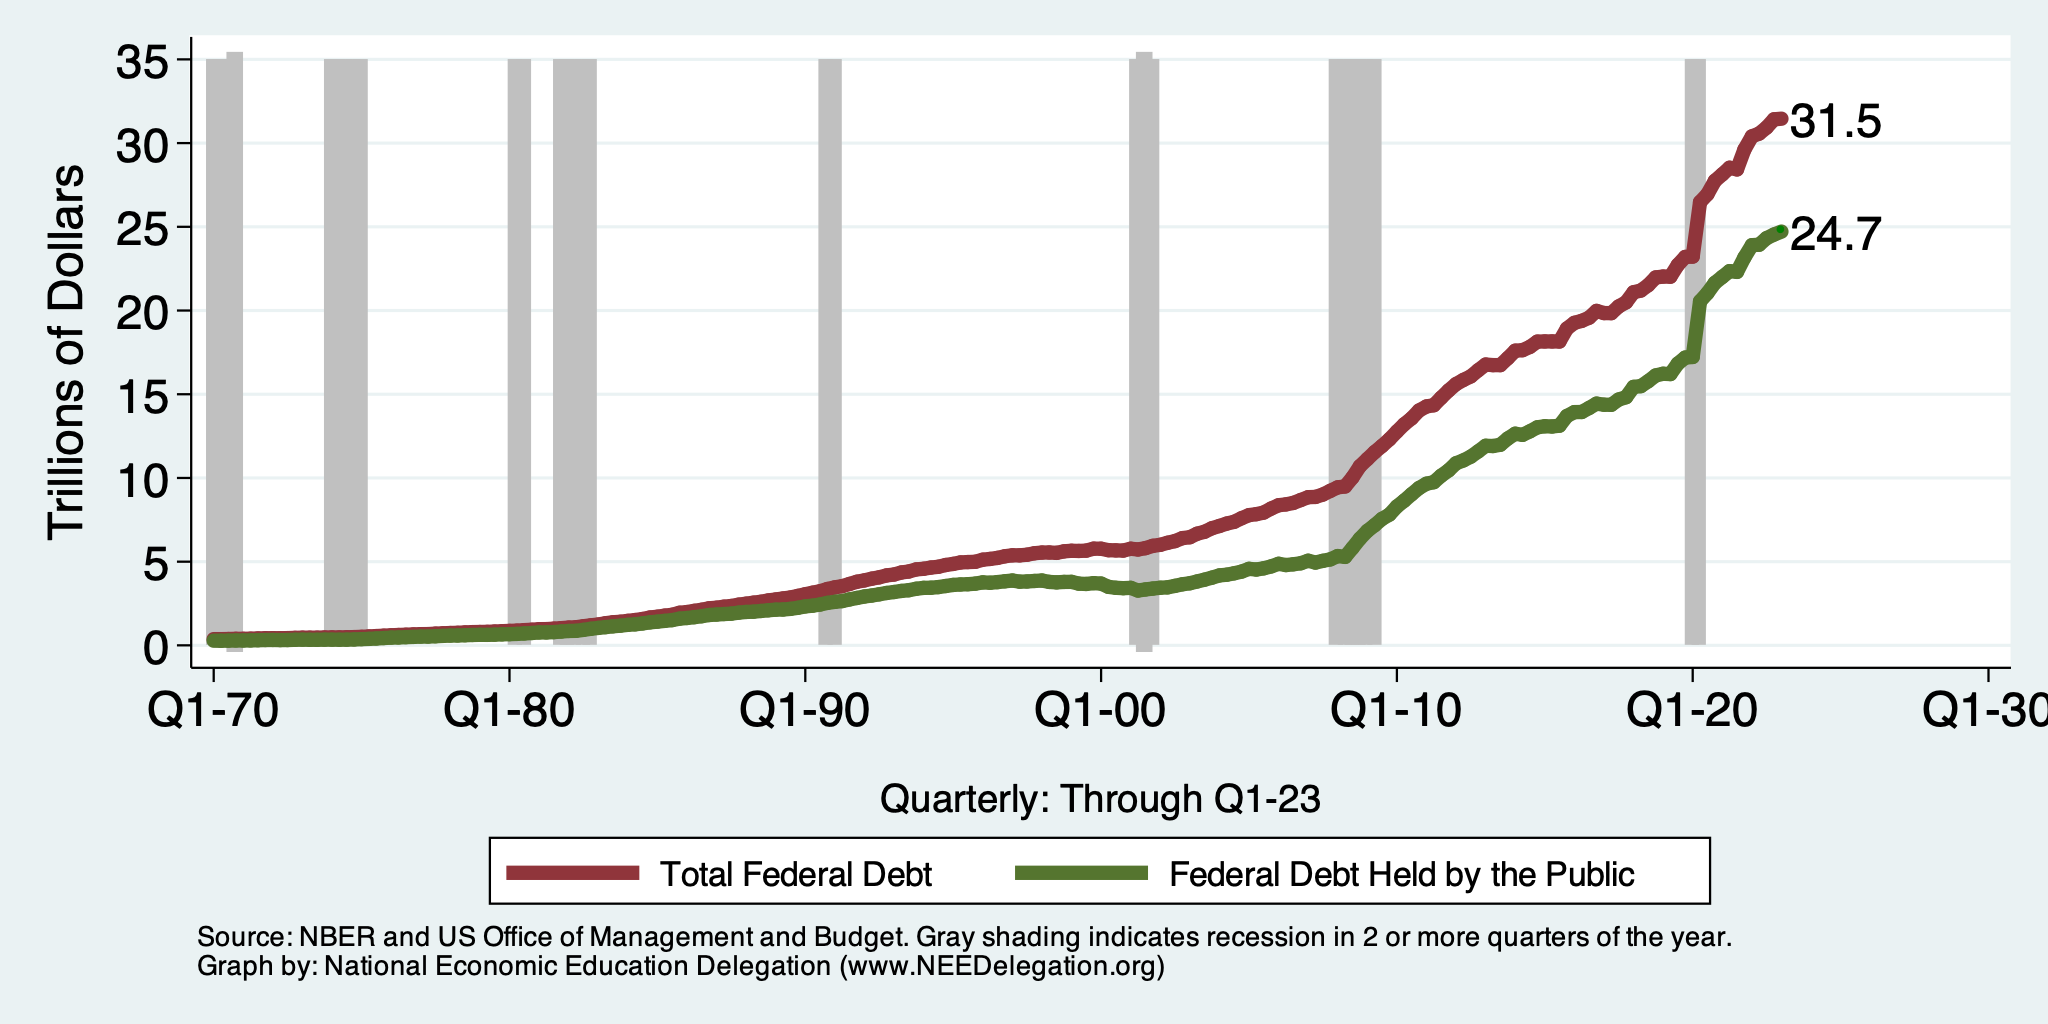 Trillions of Dollars
35
30
25
20
15
10
5
0
31.5
24.7
Q1-70 Q1-80 Q1-90 Q1-00 Q1-10 Q1-20 Q1-30
Quarterly: Through Q1-23
Total Federal Debt Federal Debt Held by the Public
Source: NBER and US Office of Management and Budget. Gray shading indicates recession in 2 or more quarters of the year.
Graph by: National Economic Education Delegation (www.NEEDelegation.org)